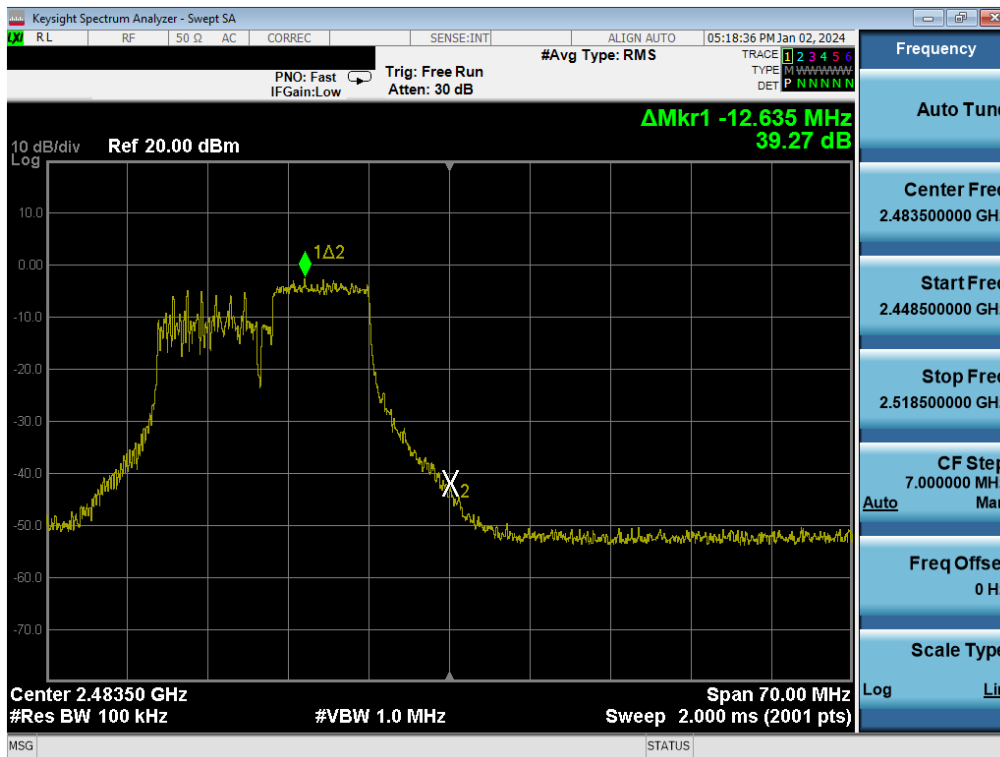 Keysight Spectrum Analyzer - Swept SA
LXI RL RF 50 Ω AC CORREC SENSE:INT ALIGN AUTO 05:18:36 PM Jan 02, 2024
#Avg Type: RMS
TRACE 1 2 3 4 5 6
PNO: Fast Trig: Free Run TYPE MWWWWW
IFGain:Low Atten: 30 dB DET P N N N N N
ΔMkr1 -12.635 MHz
39.27 dB
10 dB/div Ref 20.00 dBm
Log
10.0
0.00
-10.0
-20.0
-30.0
-40.0
-50.0
-60.0
-70.0
1Δ2
2
Center 2.48350 GHz Span 70.00 MHz
#Res BW 100 kHz #VBW 1.0 MHz Sweep 2.000 ms (2001 pts)
MSG STATUS
Frequency
Auto Tun
Center Fre
2.483500000 GH
Start Fre
2.448500000 GH
Stop Fre
2.518500000 GH
CF Ste
7.000000 MH
Auto Ma
Freq Offse
0 H
Scale Typ
Log Li